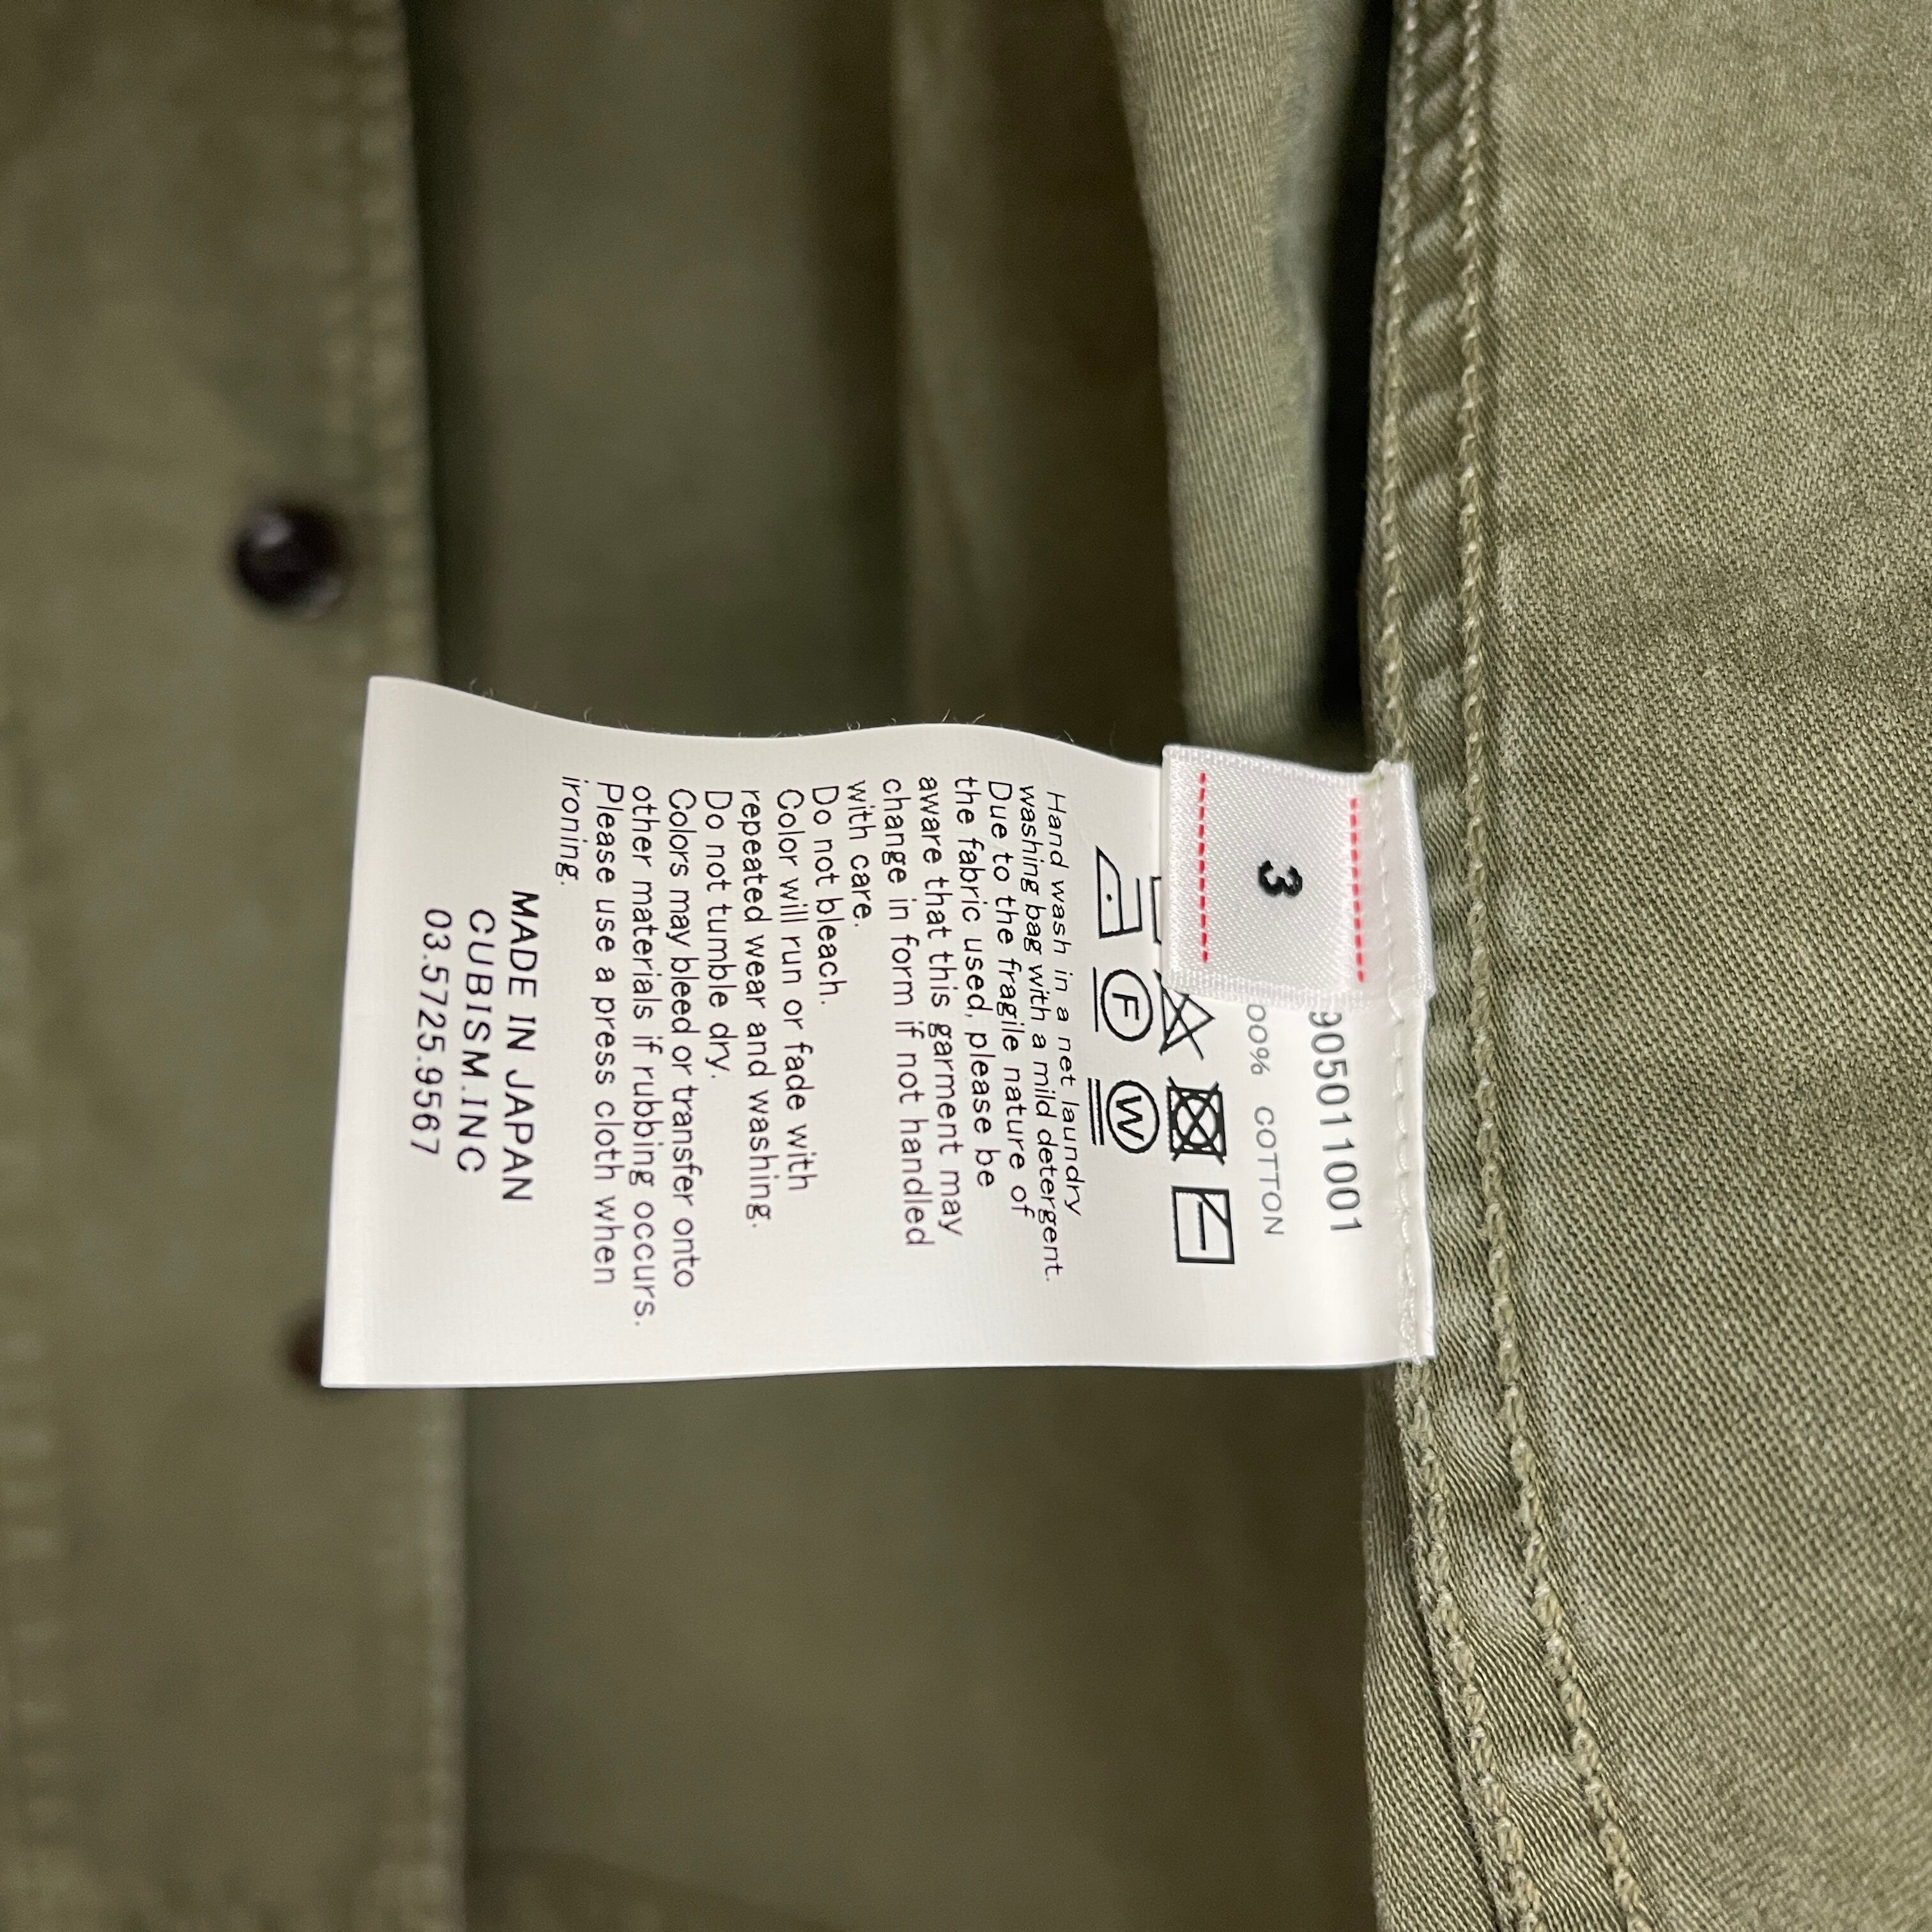 3
905011001
00% COTTON
F
W
Hand wash in a net laundry
washing bag with a mild detergent.
Due to the fragile nature of
the fabric used, please be
aware that this garment may
change in form if not handled
with care.
Do not bleach.
Color will run or fade with
repeated wear and washing.
Do not tumble dry.
Colors may bleed or transfer onto
other materials if rubbing occurs.
Please use a press cloth when
ironing.
MADE IN JAPAN
CUBISM.INC
03.5725.9567